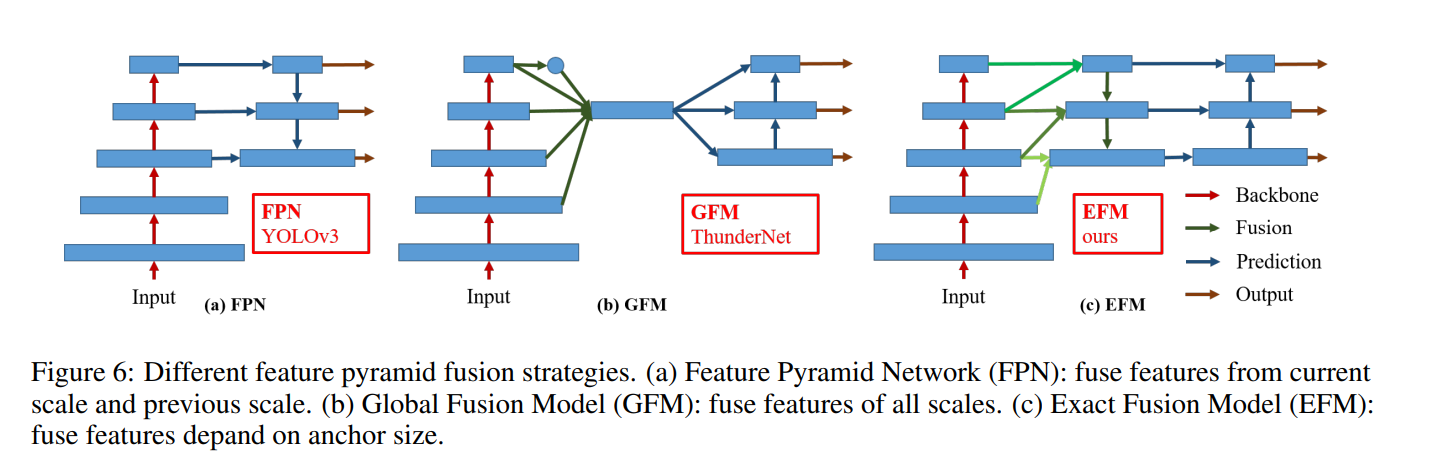 FPN
YOLOv3
Input
(a) FPN
GFM
ThunderNet
Input
(b) GFM
EFM
ours
Input
(c) EFM
Backbone
Fusion
Prediction
Output
Figure 6: Different feature pyramid fusion strategies. (a) Feature Pyramid Network (FPN): fuse features from current
scale and previous scale. (b) Global Fusion Model (GFM): fuse features of all scales. (c) Exact Fusion Model (EFM):
fuse features depand on anchor size.